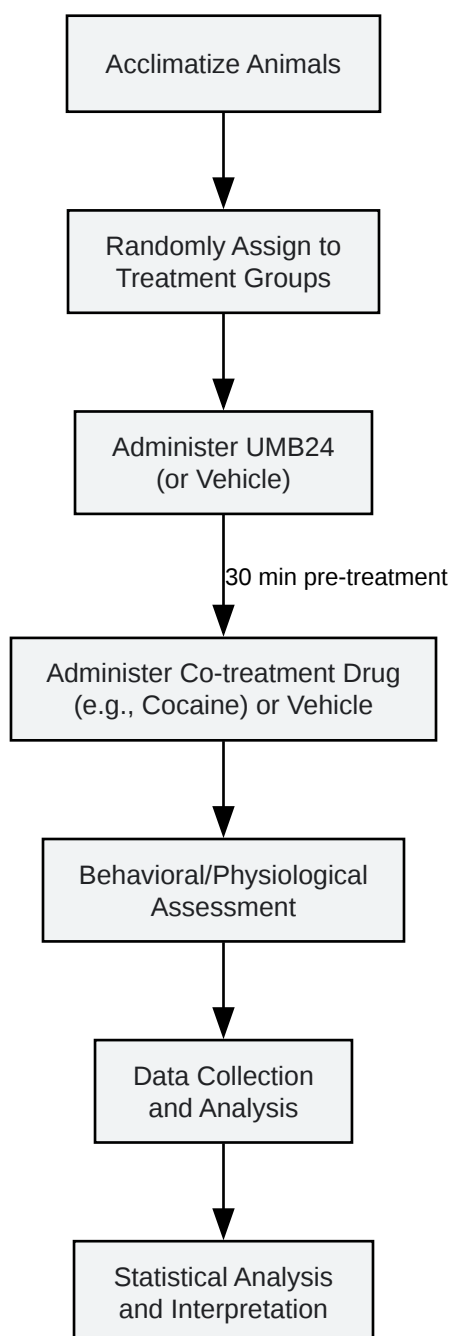 Acclimatize Animals
Randomly Assign to
Treatment Groups
Administer UMB24
(or Vehicle)
30 min pre-treatment
Administer Co-treatment Drug
(e.g., Cocaine) or Vehicle
Behavioral/Physiological
Assessment
Data Collection
and Analysis
Statistical Analysis
and Interpretation